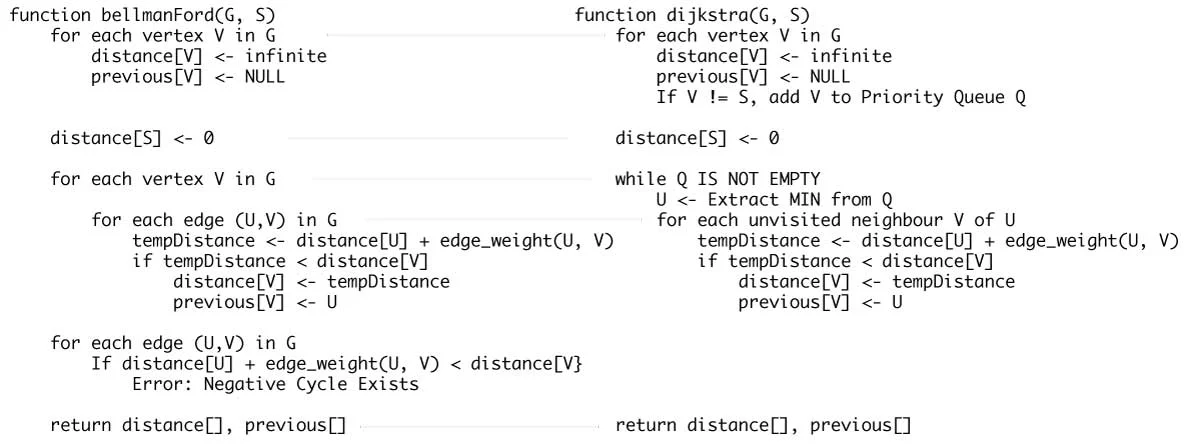 function bellmanFord(G, S)
    for each vertex V in G
        distance[V] <- infinite
        previous[V] <- NULL

    distance[S] <- 0

    for each vertex V in G

        for each edge (U,V) in G
            tempDistance <- distance[U] + edge_weight(U, V)
            if tempDistance < distance[V]
                distance[V] <- tempDistance
                previous[V] <- U

    for each edge (U,V) in G
        If distance[U] + edge_weight(U, V) < distance[V}
            Error: Negative Cycle Exists

    return distance[], previous[]

function dijkstra(G, S)
    for each vertex V in G
        distance[V] <- infinite
        previous[V] <- NULL
        If V != S, add V to Priority Queue Q

    distance[S] <- 0

    while Q IS NOT EMPTY
        U <- Extract MIN from Q
        for each unvisited neighbour V of U
            tempDistance <- distance[U] + edge_weight(U, V)
            if tempDistance < distance[V]
                distance[V] <- tempDistance
                previous[V] <- U

    return distance[], previous[]